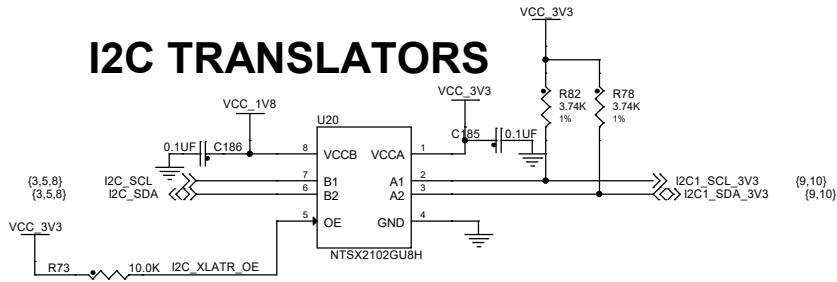 VCC_3V3
I2C TRANSLATORS
VCC_1V8
VCC_3V3
R82
3.74K
1%
R78
3.74K
1%
U20
0.1UF
C186
C185
0.1UF
8
VCCB
VCCA
1
{3,5,8}
I2C_SCL
7
B1
A1
2
I2C1_SCL_3V3
{9,10}
{3,5,8}
I2C_SDA
6
B2
A2
3
I2C1_SDA_3V3
{9,10}
5
OE
GND
4
VCC_3V3
NTSX2102GU8H
R73
10.0K
I2C_XLATR_OE